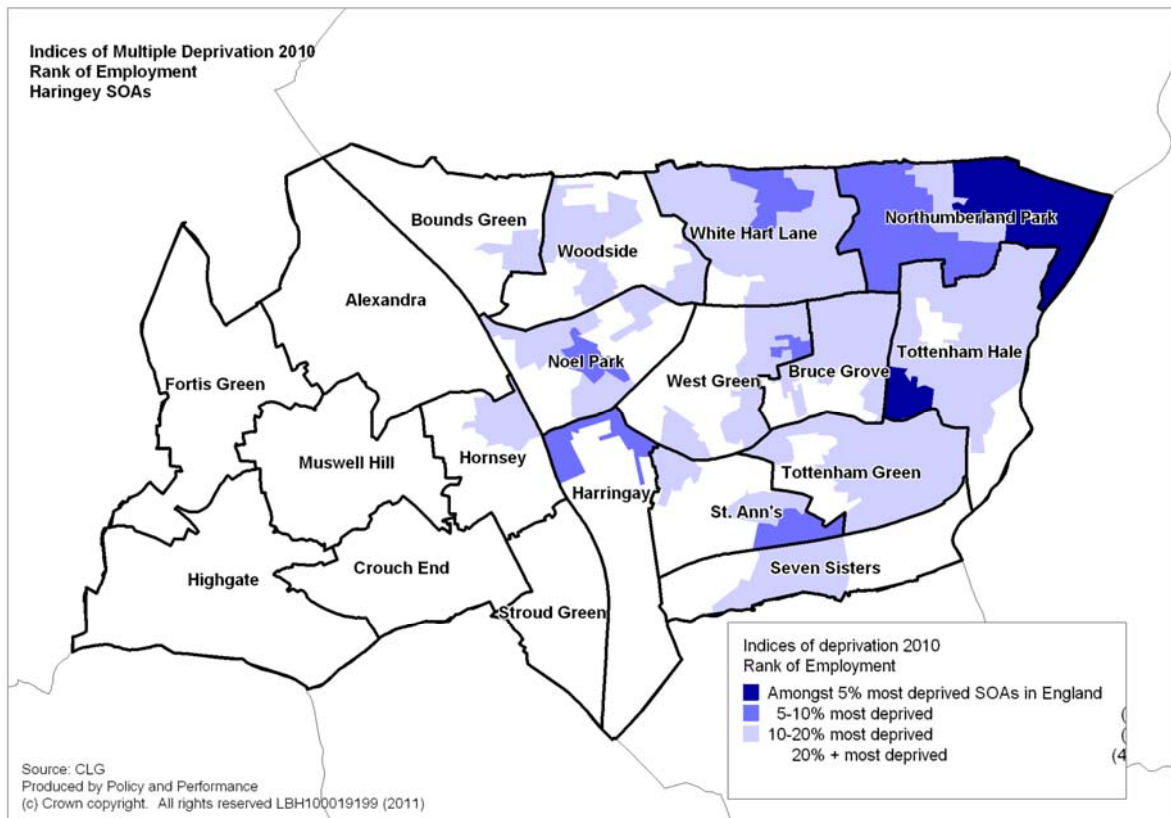 Indices of Multiple Deprivation 2010
Rank of Employment
Haringey SOAs
Bounds Green
Woodside
White Hart Lane
Northumberland Park
Alexandra
Noel Park
West Green
Bruce Grove
Tottenham Hale
Fortis Green
Muswell Hill
Hornsey
Harringay
Tottenham Green
St. Ann's
Highgate
Crouch End
Stroud Green
Seven Sisters
Indices of deprivation 2010
Rank of Employment
Amongst 5% most deprived SOAs in England
5-10% most deprived (
10-20% most deprived (
20% + most deprived (4
Source: CLG
Produced by Policy and Performance
(c) Crown copyright. All rights reserved LBH100019199 (2011)